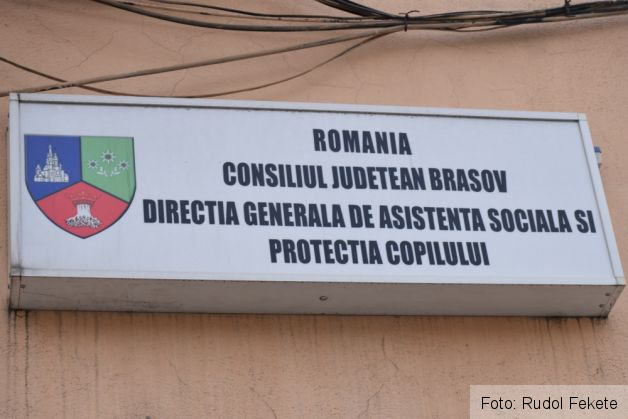 ROMANIA
CONSILIUL JUDETEAN BRASOV
DIRECTIA GENERALA DE ASISTENTA SOCIALA SI
PROTECTIA COPILULUI
Foto: Rudol Fekete